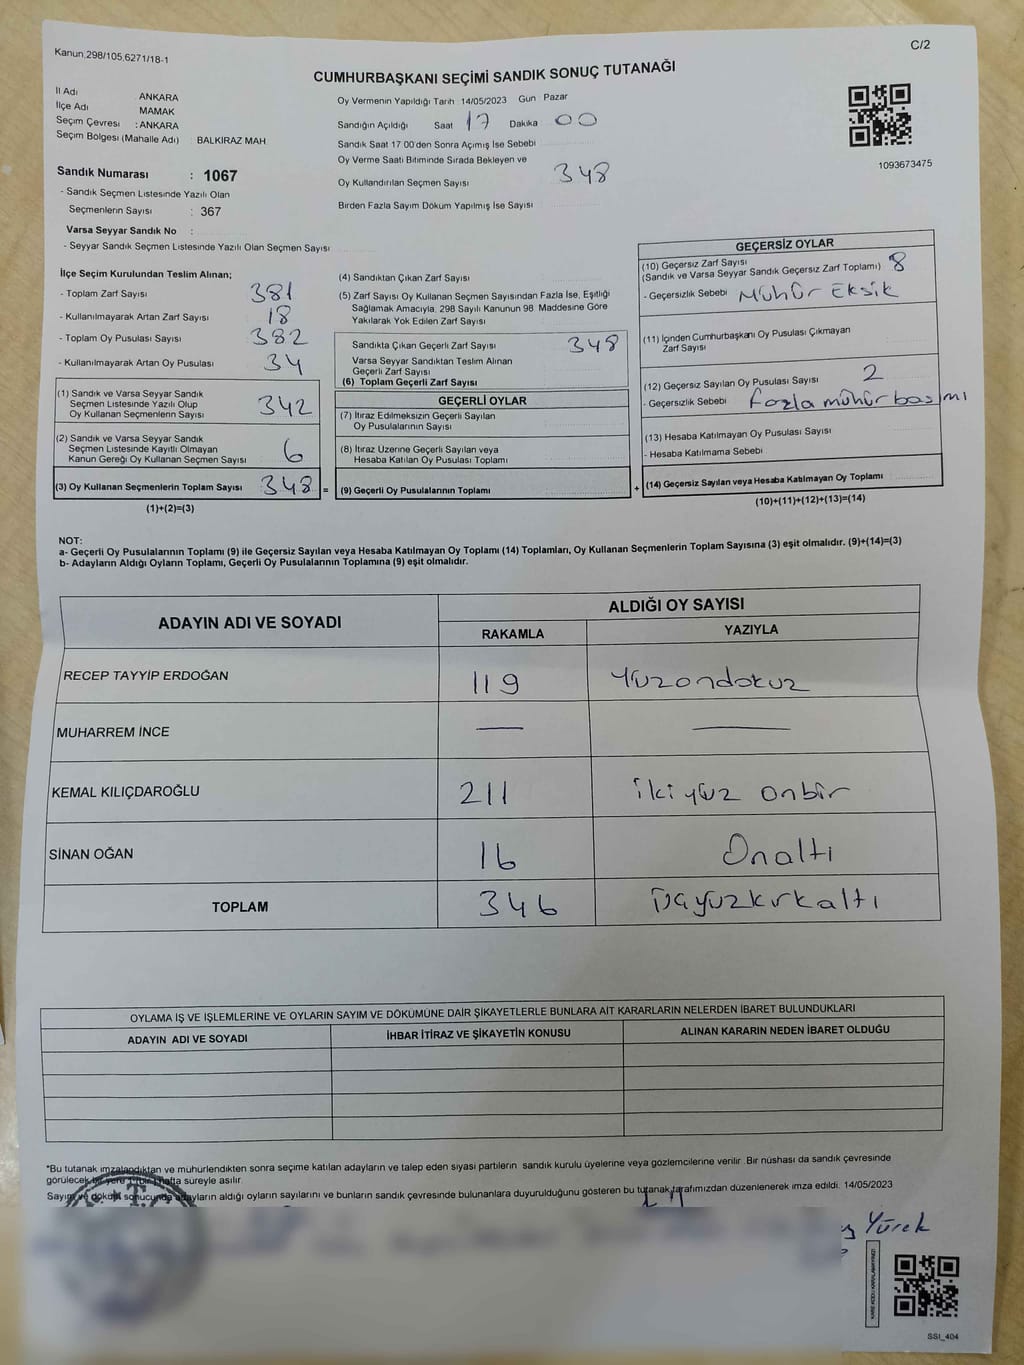 Kanun.298/105.6271/18-1
C/2
CUMHURBAŞKANI SEÇİMİ SANDIK SONUÇ TUTANAĞI
İl Adı ANKARA
İlçe Adı MAMAK
Seçim Çevresi : ANKARA
Seçim Bölgesi (Mahalle Adı) BALKİRAZ MAH
Oy Vermenin Yapıldığı Tarih :14/05/2023 Gün Pazar
Sandığın Açıldığı Saat 17 Dakika 00
Sandık Saat 17 00'den Sonra Açımış İse Sebebi
Oy Verme Saati Bitiminde Sırada Bekleyen ve
Oy Kullandırılan Seçmen Sayısı 348
Birden Fazla Sayım Döküm Yapılmış İse Sayısı
1093673475
Sandık Numarası : 1067
- Sandık Seçmen Listesinde Yazılı Olan
Seçmenlerin Sayısı : 367
Varsa Seyyar Sandık No :
- Seyyar Sandık Seçmen Listesinde Yazılı Olan Seçmen Sayısı
İlçe Seçim Kurulundan Teslim Alınan;
- Toplam Zarf Sayısı 381
- Kullanılmayarak Artan Zarf Sayısı 18
- Toplam Oy Pusulası Sayısı 382
- Kullanılmayarak Artan Oy Pusulası 34
(1) Sandık ve Varsa Seyyar Sandık
Seçmen Listesinde Yazılı Olup
Oy Kullanan Seçmenlerin Sayısı 342
(2) Sandık ve Varsa Seyyar Sandık
Seçmen Listesinde Kayıtlı Olmayan
Kanun Gereği Oy Kullanan Seçmen Sayısı 6
(3) Oy Kullanan Seçmenlerin Toplam Sayısı 348 =
(1)+(2)=(3)
(4) Sandıktan Çıkan Zarf Sayısı
(5) Zarf Sayısı Oy Kullanan Seçmen Sayısından Fazla İse, Eşitliği
Sağlamak Amacıyla, 298 Sayılı Kanunun 98 Maddesine Göre
Yakılarak Yok Edilen Zarf Sayısı
Sandıkta Çıkan Geçerli Zarf Sayısı 348
Varsa Seyyar Sandıktan Teslim Alınan
Geçerli Zarf Sayısı
(6) Toplam Geçerli Zarf Sayısı
GEÇERLİ OYLAR
(7) İtiraz Edilmeksizin Geçerli Sayılan
Oy Pusulalarının Sayısı
(8) İtiraz Üzerine Geçerli Sayılan veya
Hesaba Katılan Oy Pusulası Toplamı
(9) Geçerli Oy Pusulalarının Toplamı +
GEÇERSİZ OYLAR
(10) Geçersiz Zarf Sayısı
(Sandık ve Varsa Seyyar Sandık Geçersiz Zarf Toplamı) 8
- Geçersizlik Sebebi Mühür Eksik
(11) İçinden Cumhurbaşkanı Oy Pusulası Çıkmayan
Zarf Sayısı
(12) Geçersiz Sayılan Oy Pusulası Sayısı 2
- Geçersizlik Sebebi fazla mühür basımı
(13) Hesaba Katılmayan Oy Pusulası Sayısı
- Hesaba Katılmama Sebebi
(14) Geçersiz Sayılan veya Hesaba Katılmayan Oy Toplamı
(10)+(11)+(12)+(13)=(14)
NOT:
a- Geçerli Oy Pusulalarının Toplamı (9) ile Geçersiz Sayılan veya Hesaba Katılmayan Oy Toplamı (14) Toplamları, Oy Kullanan Seçmenlerin Toplam Sayısına (3) eşit olmalıdır. (9)+(14)=(3)
b- Adayların Aldığı Oyların Toplamı, Geçerli Oy Pusulalarının Toplamına (9) eşit olmalıdır.
ADAYIN ADI VE SOYADI ALDIĞI OY SAYISI
RAKAMLA YAZIYLA
RECEP TAYYİP ERDOĞAN 119 Yüzondokuz
MUHARREM İNCE — —
KEMAL KILIÇDAROĞLU 211 iki yüz onbir
SİNAN OĞAN 16 Onaltı
TOPLAM 346 üçyüzkırkaltı
OYLAMA İŞ VE İŞLEMLERİNE VE OYLARIN SAYIM VE DÖKÜMÜNE DAİR ŞİKAYETLERLE BUNLARA AİT KARARLARIN NELERDEN İBARET BULUNDUKLARI
ADAYIN ADI VE SOYADI İHBAR İTİRAZ VE ŞİKAYETİN KONUSU ALINAN KARARIN NEDEN İBARET OLDUĞU
*Bu tutanak imzalandıktan ve mühürlendikten sonra seçime katılan adayların ve talep eden siyasi partilerin sandık kurulu üyelerine veya gözlemcilerine verilir. Bir nüshası da sandık çevresinde
görülecek bir yere 1 (bir) hafta süreyle asılır.
Sayım ve döküm sonucunda adayların aldığı oyların sayılarını ve bunların sandık çevresinde bulunanlara duyurulduğunu gösteren bu tutanak tarafımızdan düzenlenerek imza edildi. 14/05/2023
Yürek
KARE KODU KARALAMAYINIZ!
SSI_404